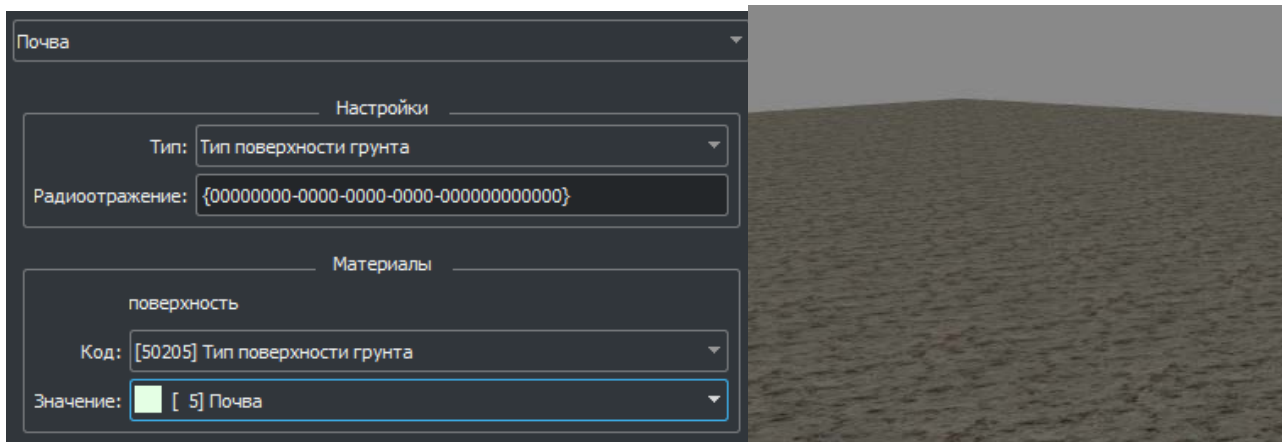 Почва
Настройки
Тип: Тип поверхности грунта
Радиоотражение: {00000000-0000-0000-0000-000000000000}
Материалы
поверхность
Код: [50205] Тип поверхности грунта
Значение: [ 5] Почва